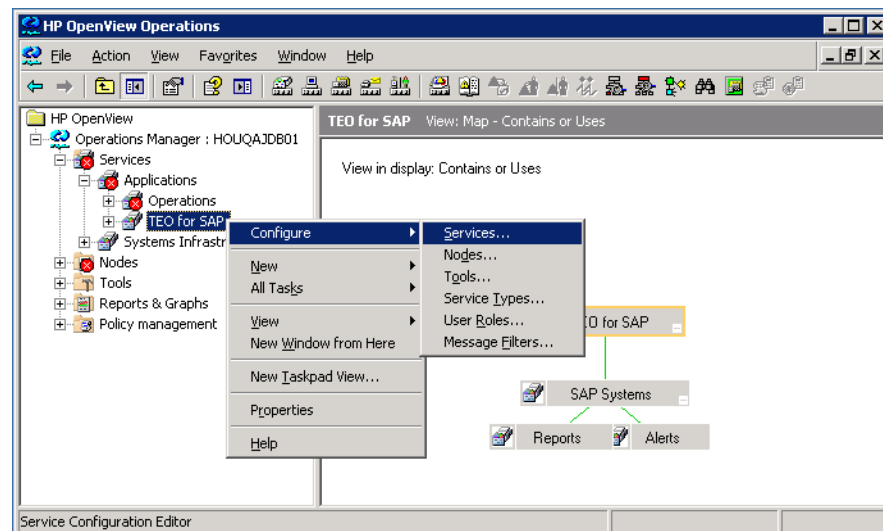 HP OpenView Operations
File Action View Favorites Window Help
HP OpenView
Operations Manager : HOUQAJDB01
Services
Applications
Operations
TEO for SAP
Systems Infrastr
Nodes
Tools
Reports & Graphs
Policy management
TEO for SAP View: Map - Contains or Uses
View in display: Contains or Uses
Configure
New
All Tasks
View
New Window from Here
New Taskpad View...
Properties
Help
Services...
Nodes...
Tools...
Service Types...
User Roles...
Message Filters...
EO for SAP
SAP Systems
Reports
Alerts
Service Configuration Editor